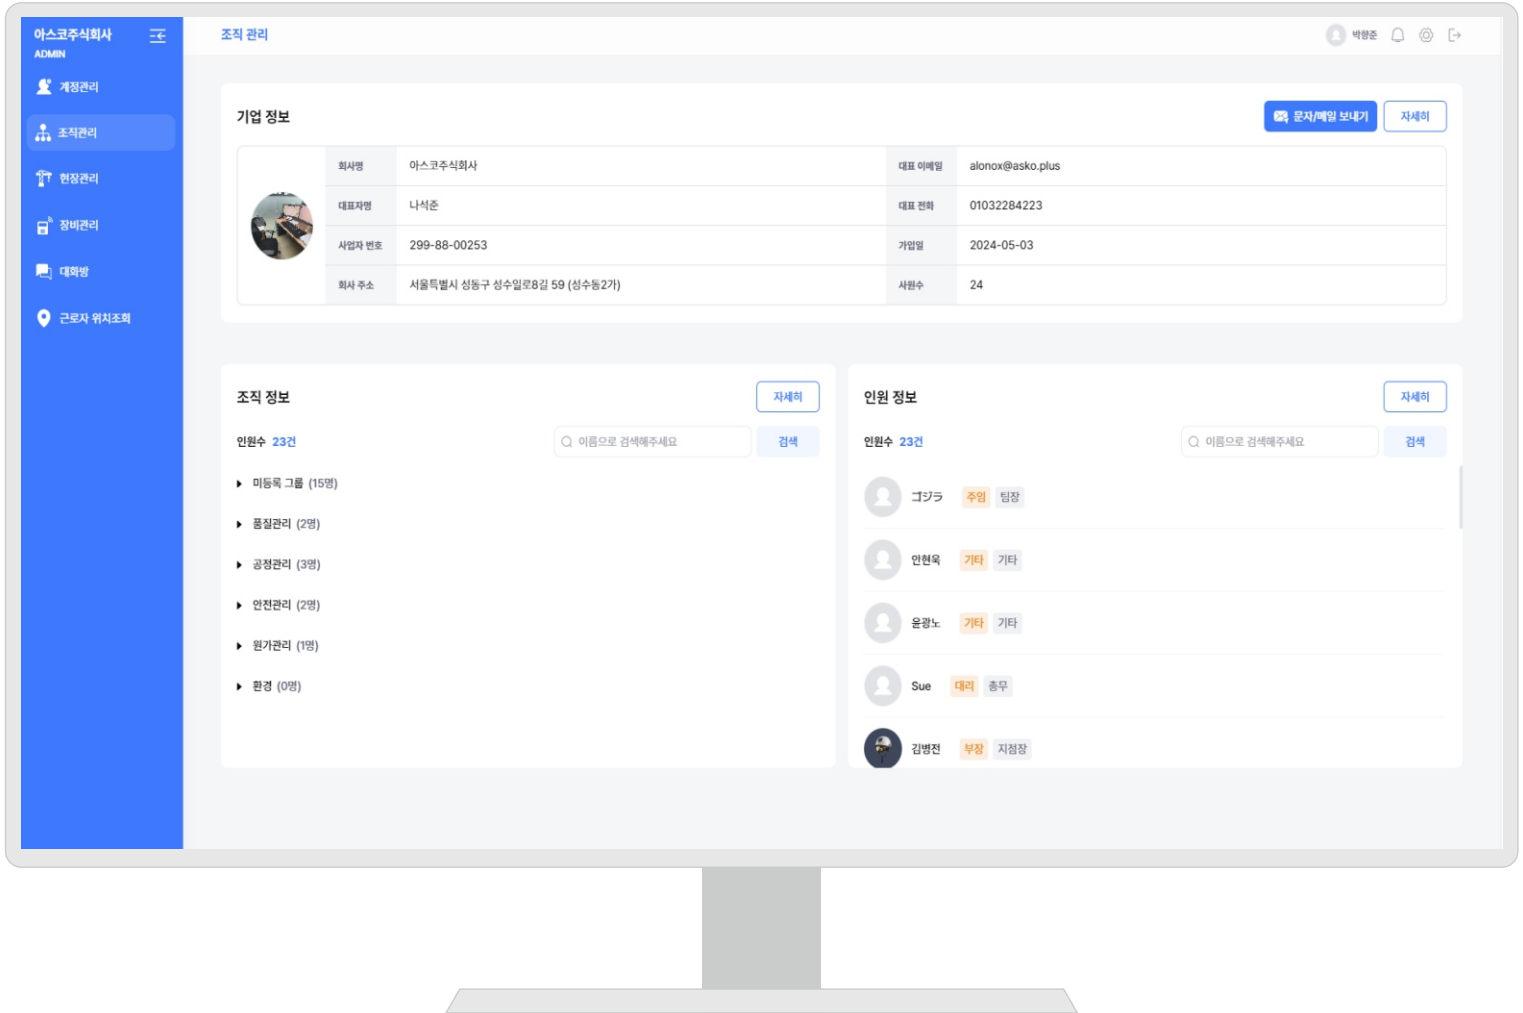 아스코주식회사
ADMIN
계정관리
조직관리
현장관리
장비관리
대화방
근로자 위치조회
조직 관리
박향준
기업 정보
문자/메일 보내기
자세히
회사명 아스코주식회사 대표 이메일 alonox@asko.plus
대표자명 나석준 대표 전화 01032284223
사업자 번호 299-88-00253 가입일 2024-05-03
회사 주소 서울특별시 성동구 성수일로8길 59 (성수동2가) 사원수 24
조직 정보
자세히
인원수 23건
이름으로 검색해주세요
검색
미등록 그룹 (15명)
품질관리 (2명)
공정관리 (3명)
안전관리 (2명)
원가관리 (1명)
환경 (0명)
인원 정보
자세히
인원수 23건
이름으로 검색해주세요
검색
ゴジラ 주임 팀장
안현욱 기타 기타
윤광노 기타 기타
Sue 대리 총무
김병전 부장 지점장